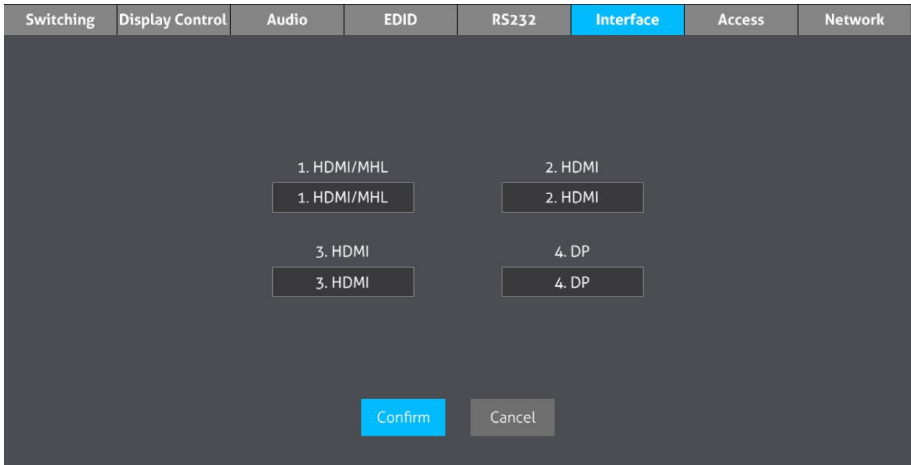 Switching Display Control Audio EDID RS232 Interface Access Network
1. HDMI/MHL 2. HDMI
1. HDMI/MHL 2. HDMI
3. HDMI 4. DP
3. HDMI 4. DP
Confirm Cancel